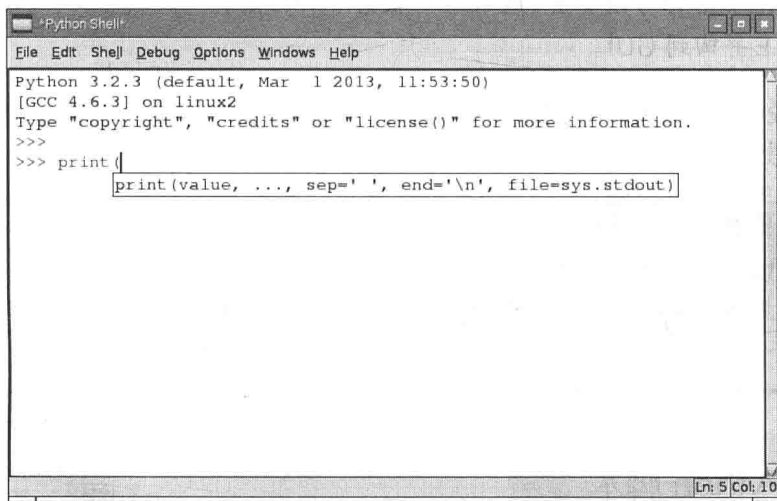 *Python Shell*
File Edit Shell Debug Options Windows Help
Python 3.2.3 (default, Mar  1 2013, 11:53:50)
[GCC 4.6.3] on linux2
Type "copyright", "credits" or "license()" for more information.
>>>
>>> print(
print(value, ..., sep=' ', end='\n', file=sys.stdout)
Ln: 5 Col: 10